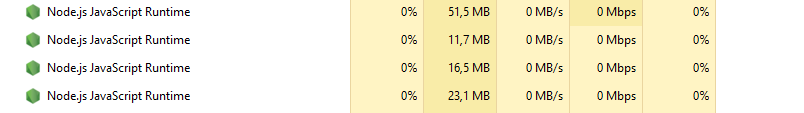 Node.js JavaScript Runtime 0% 51,5 MB 0 MB/s 0 Mbps 0%
Node.js JavaScript Runtime 0% 11,7 MB 0 MB/s 0 Mbps 0%
Node.js JavaScript Runtime 0% 16,5 MB 0 MB/s 0 Mbps 0%
Node.js JavaScript Runtime 0% 23,1 MB 0 MB/s 0 Mbps 0%